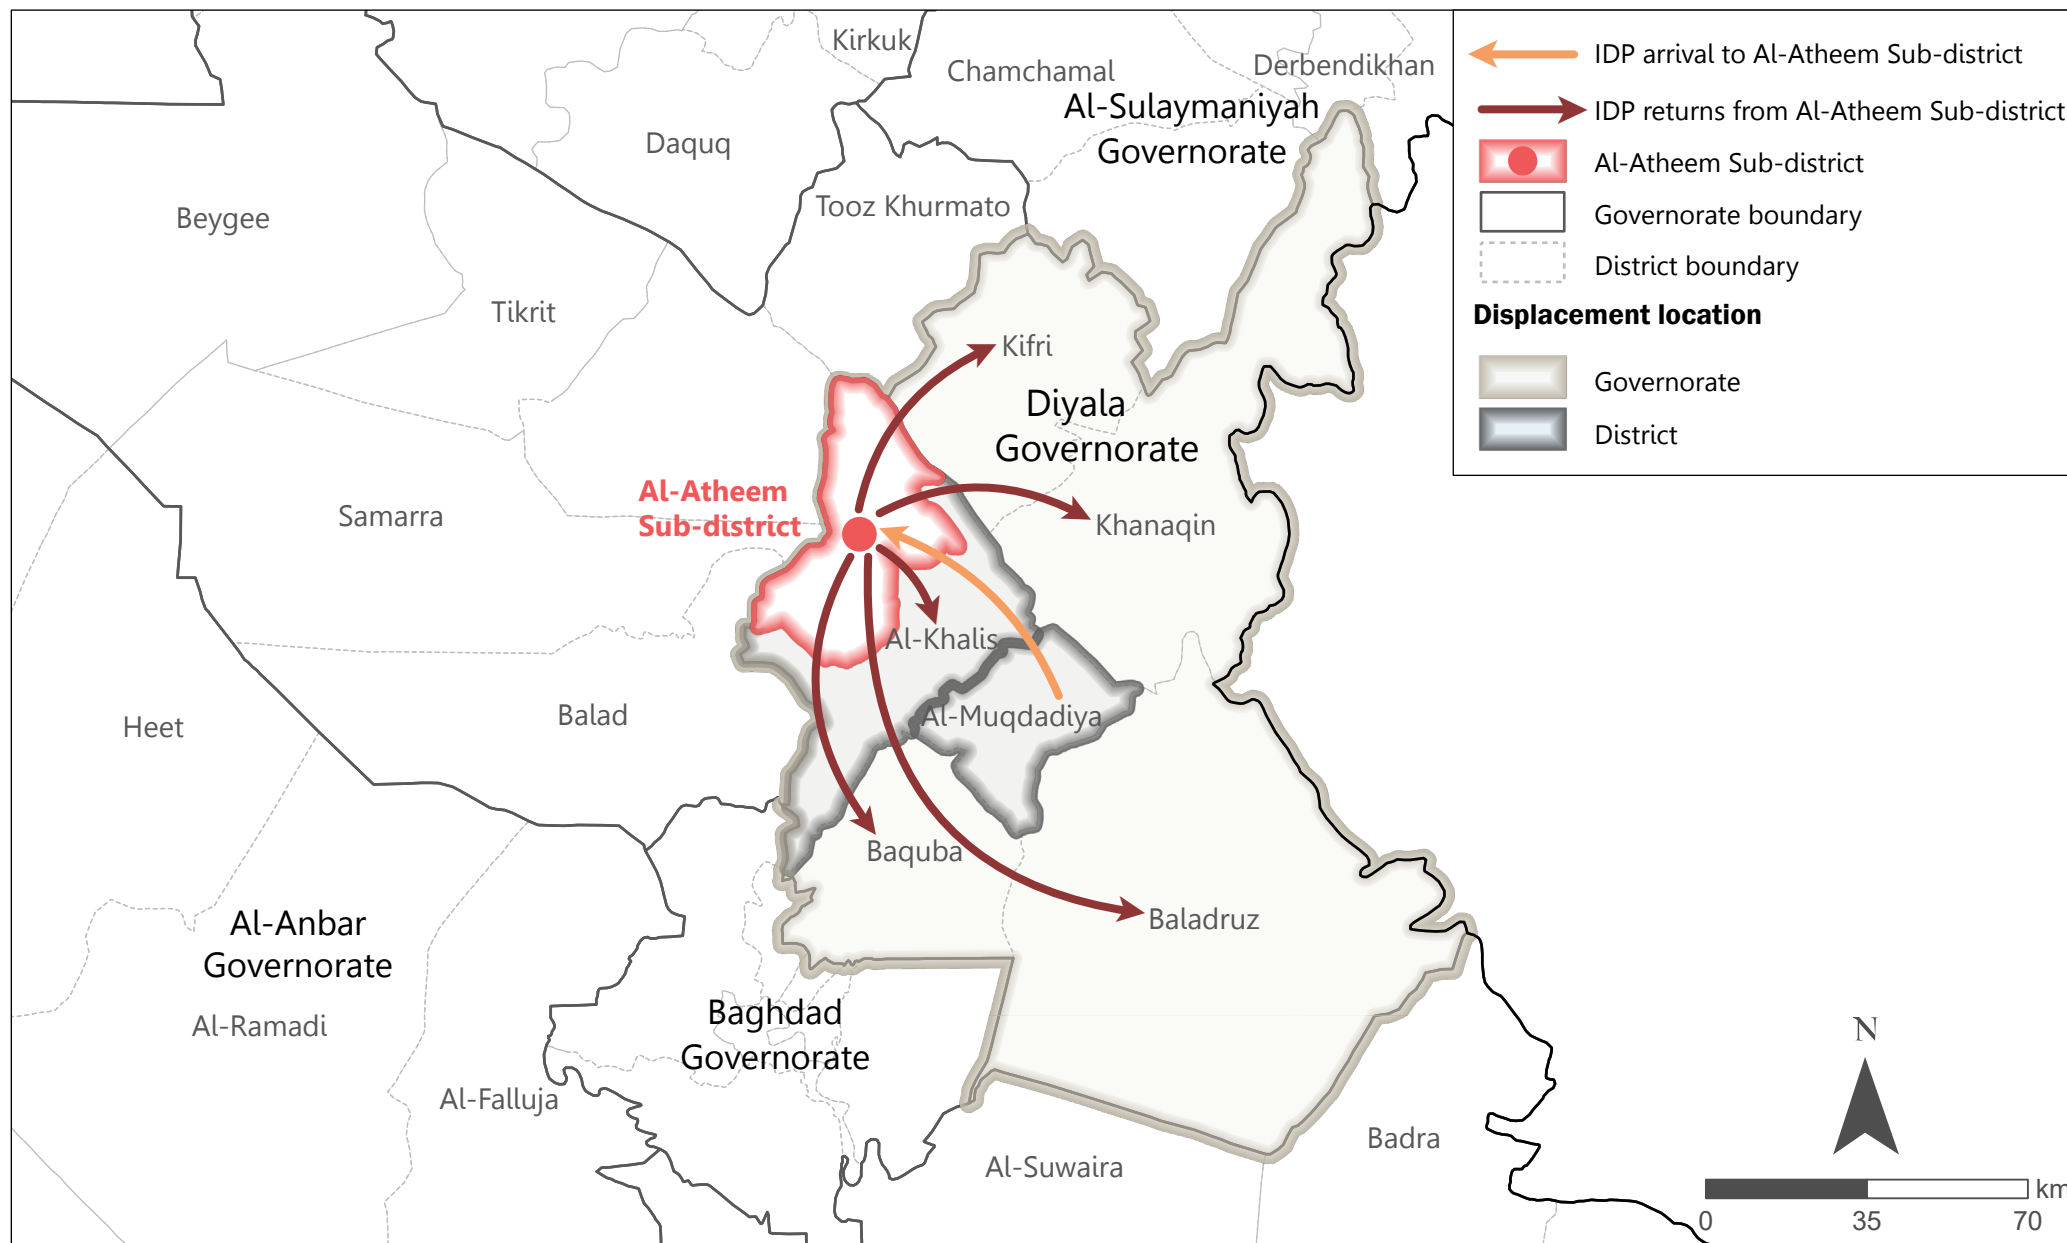 Kirkuk
Chamchamal
Derbendikhan
Al-Sulaymaniyah
Governorate
Daquq
Tooz Khurmato
Beygee
Tikrit
Kifri
Diyala
Governorate
Al-Atheem
Sub-district
Samarra
Khanaqin
Al-Khalis
Al-Muqdadiya
Heet
Balad
Baquba
Baladruz
Al-Anbar
Governorate
Al-Ramadi
Baghdad
Governorate
Al-Falluja
Al-Suwaira
Badra
IDP arrival to Al-Atheem Sub-district
IDP returns from Al-Atheem Sub-district
Al-Atheem Sub-district
Governorate boundary
District boundary
Displacement location
Governorate
District
N
km
0 35 70